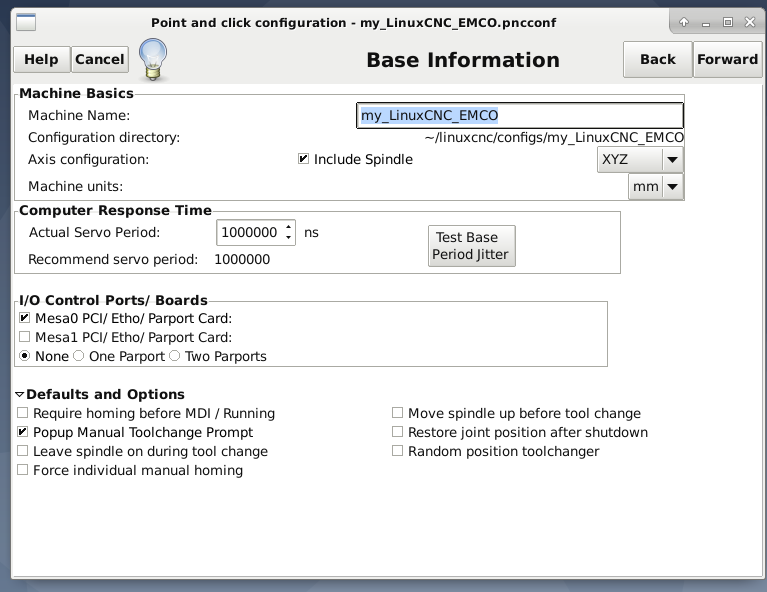 Point and click configuration - my_LinuxCNC_EMCO.pncconf
Help Cancel Base Information Back Forward
Machine Basics
Machine Name: my_LinuxCNC_EMCO
Configuration directory: ~/linuxcnc/configs/my_LinuxCNC_EMCO
Axis configuration: Include Spindle XYZ
Machine units: mm
Computer Response Time
Actual Servo Period: 1000000 ns Test Base
Recommend servo period: 1000000 Period Jitter
I/O Control Ports/ Boards
Mesa0 PCI/ Etho/ Parport Card:
Mesa1 PCI/ Etho/ Parport Card:
None One Parport Two Parports
Defaults and Options
Require homing before MDI / Running Move spindle up before tool change
Popup Manual Toolchange Prompt Restore joint position after shutdown
Leave spindle on during tool change Random position toolchanger
Force individual manual homing